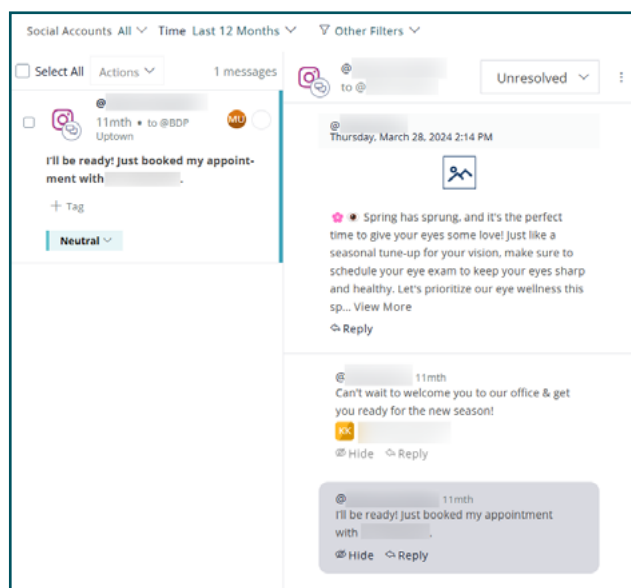 Social Accounts All Time Last 12 Months Other Filters
Select All Actions 1 messages
@
11mth • to @BDP
Uptown
MU
I'll be ready! Just booked my appoint-
ment with .
+ Tag
Neutral
@
to @
Unresolved
@
Thursday, March 28, 2024 2:14 PM
🌸 👁 Spring has sprung, and it's the perfect
time to give your eyes some love! Just like a
seasonal tune-up for your vision, make sure to
schedule your eye exam to keep your eyes sharp
and healthy. Let's prioritize our eye wellness this
sp... View More
Reply
@ 11mth
Can't wait to welcome you to our office & get
you ready for the new season!
KK
Hide Reply
@ 11mth
I'll be ready! Just booked my appointment
with .
Hide Reply